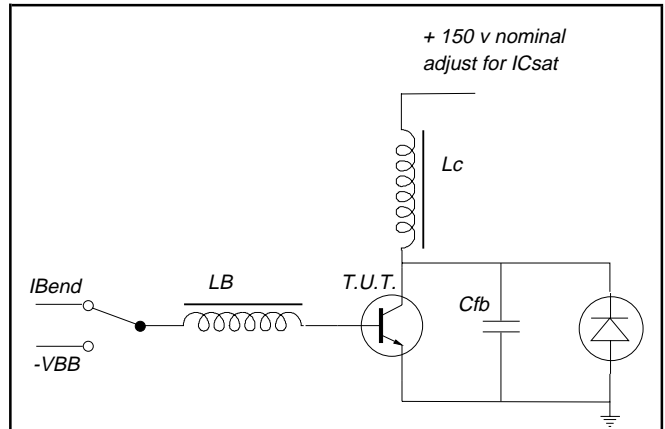 + 150 v nominal
adjust for ICsat
Lc
IBend
LB
T.U.T.
Cfb
-VBB